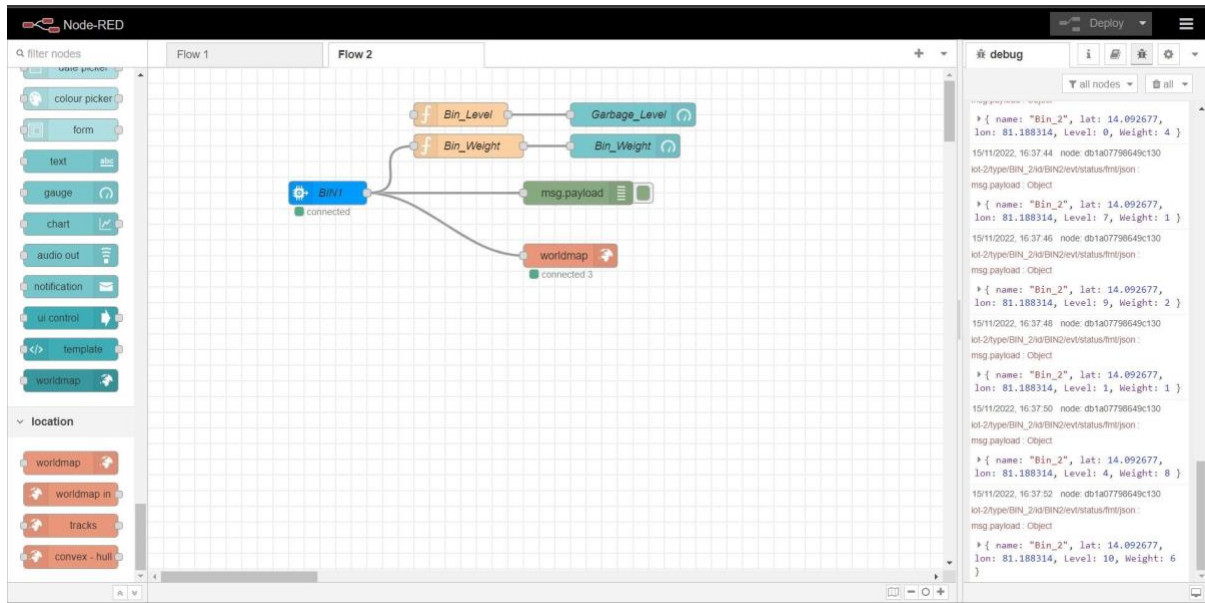 Node-RED
Deploy
filter nodes
date picker
colour picker
form
text
abc
gauge
chart
audio out
notification
ui control
template
worldmap
location
worldmap
worldmap in
tracks
convex - hull
Flow 1
Flow 2
Bin_Level
Garbage_Level
Bin_Weight
Bin_Weight
BIN1
connected
msg.payload
worldmap
connected 3
debug
all nodes
all
{ name: "Bin_2", lat: 14.092677,
lon: 81.188314, Level: 0, Weight: 4 }
15/11/2022, 16:37:44 node: db1a07798649c130
iot-2/type/BIN_2/id/BIN2/evt/status/fmt/json :
msg.payload : Object
{ name: "Bin_2", lat: 14.092677,
lon: 81.188314, Level: 7, Weight: 1 }
15/11/2022, 16:37:46 node: db1a07798649c130
iot-2/type/BIN_2/id/BIN2/evt/status/fmt/json :
msg.payload : Object
{ name: "Bin_2", lat: 14.092677,
lon: 81.188314, Level: 9, Weight: 2 }
15/11/2022, 16:37:48 node: db1a07798649c130
iot-2/type/BIN_2/id/BIN2/evt/status/fmt/json :
msg.payload : Object
{ name: "Bin_2", lat: 14.092677,
lon: 81.188314, Level: 1, Weight: 1 }
15/11/2022, 16:37:50 node: db1a07798649c130
iot-2/type/BIN_2/id/BIN2/evt/status/fmt/json :
msg.payload : Object
{ name: "Bin_2", lat: 14.092677,
lon: 81.188314, Level: 4, Weight: 8 }
15/11/2022, 16:37:52 node: db1a07798649c130
iot-2/type/BIN_2/id/BIN2/evt/status/fmt/json :
msg.payload : Object
{ name: "Bin_2", lat: 14.092677,
lon: 81.188314, Level: 10, Weight: 6
}